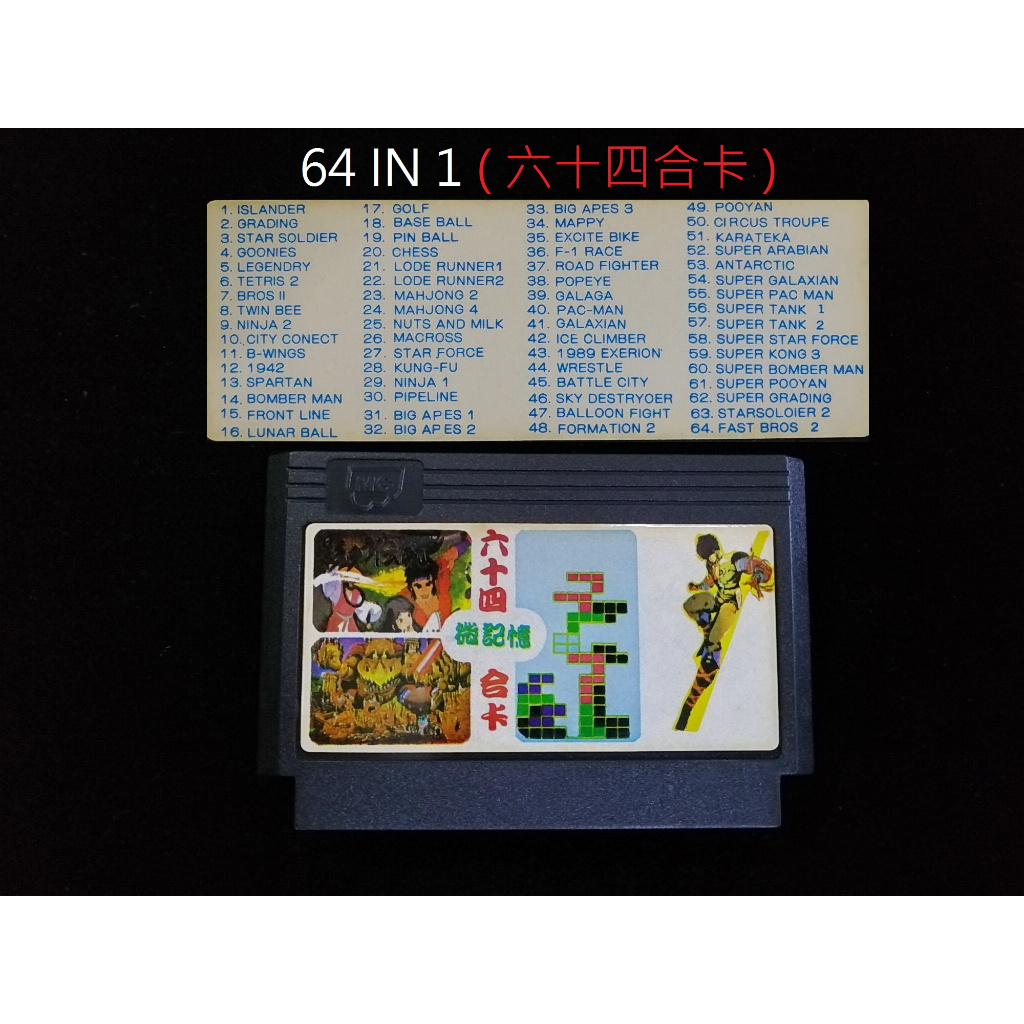 64 IN 1 (六十四合卡)
1. ISLANDER
2. GRADING
3. STAR SOLDIER
4. GOONIES
5. LEGENDRY
6. TETRIS 2
7. BROS II
8. TWIN BEE
9. NINJA 2
10. CITY CONECT
11. B-WINGS
12. 1942
13. SPARTAN
14. BOMBER MAN
15. FRONT LINE
16. LUNAR BALL
17. GOLF
18. BASE BALL
19. PIN BALL
20. CHESS
21. LODE RUNNER1
22. LODE RUNNER2
23. MAHJONG 2
24. MAHJONG 4
25. NUTS AND MILK
26. MACROSS
27. STAR FORCE
28. KUNG-FU
29. NINJA 1
30. PIPELINE
31. BIG APES 1
32. BIG APES 2
33. BIG APES 3
34. MAPPY
35. EXCITE BIKE
36. F-1 RACE
37. ROAD FIGHTER
38. POPEYE
39. GALAGA
40. PAC-MAN
41. GALAXIAN
42. ICE CLIMBER
43. 1989 EXERION
44. WRESTLE
45. BATTLE CITY
46. SKY DESTRYOER
47. BALLOON FIGHT
48. FORMATION 2
49. POOYAN
50. CIRCUS TROUPE
51. KARATEKA
52. SUPER ARABIAN
53. ANTARCTIC
54. SUPER GALAXIAN
55. SUPER PAC MAN
56. SUPER TANK 1
57. SUPER TANK 2
58. SUPER STAR FORCE
59. SUPER KONG 3
60. SUPER BOMBER MAN
61. SUPER POOYAN
62. SUPER GRADING
63. STARSOLOIER 2
64. FAST BROS 2
六十四
記憶
合卡